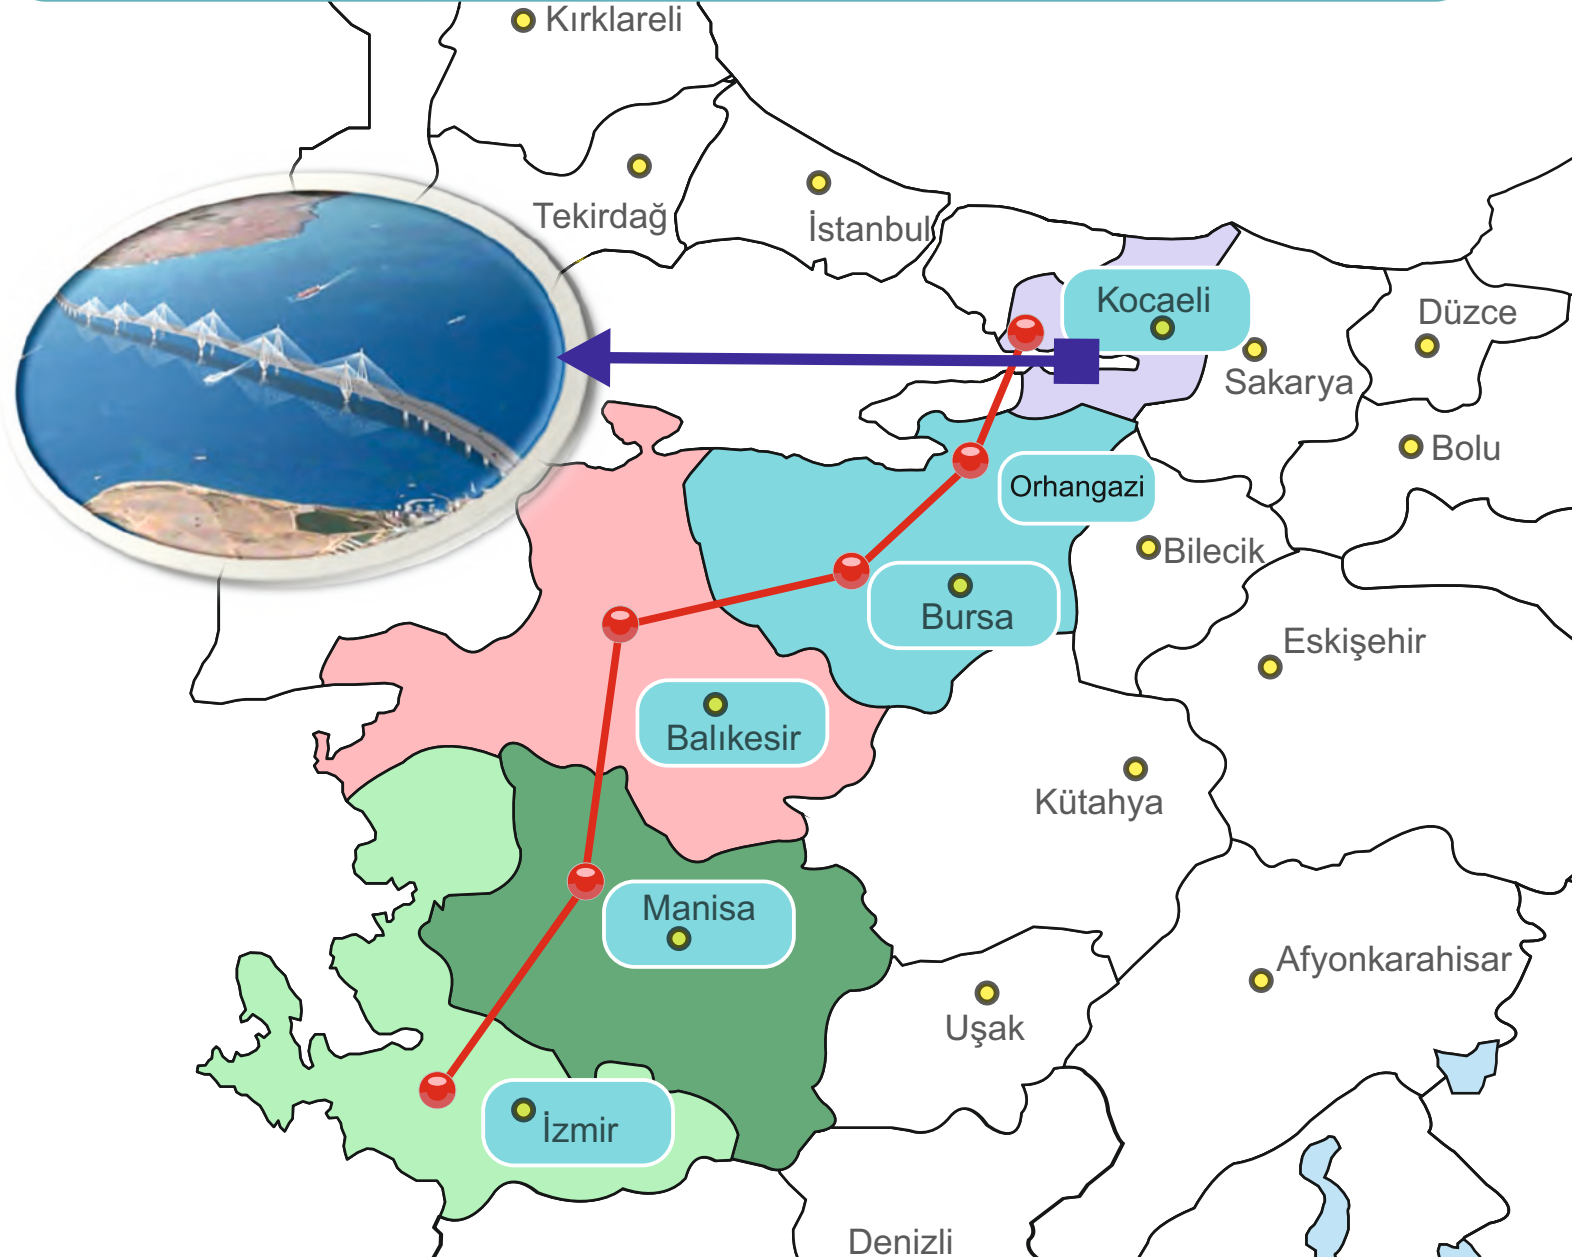 Kırklareli
Tekirdağ
İstanbul
Kocaeli
Sakarya
Düzce
Bolu
Orhangazi
Bilecik
Bursa
Eskişehir
Balıkesir
Kütahya
Manisa
Afyonkarahisar
Uşak
İzmir
Denizli